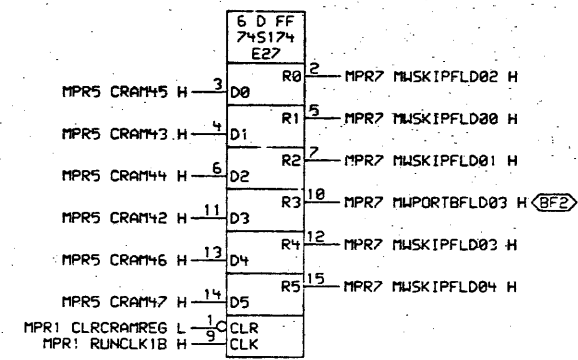 6 D FF
74S174
E27
R0 2 MPR7 MWSKIPFLD02 H
MPR5 CRAM45 H 3 D0
R1 5 MPR7 MWSKIPFLD00 H
MPR5 CRAM43 H 4 D1
R2 7 MPR7 MWSKIPFLD01 H
MPR5 CRAM44 H 6 D2
R3 10 MPR7 MWPORTBFLD03 H BF2
MPR5 CRAM42 H 11 D3
R4 12 MPR7 MWSKIPFLD03 H
MPR5 CRAM46 H 13 D4
R5 15 MPR7 MWSKIPFLD04 H
MPR5 CRAM47 H 14 D5
MPR1 CLRCRAMREG L 1 CLR
MPR1 RUNCLK1B H 9 CLK